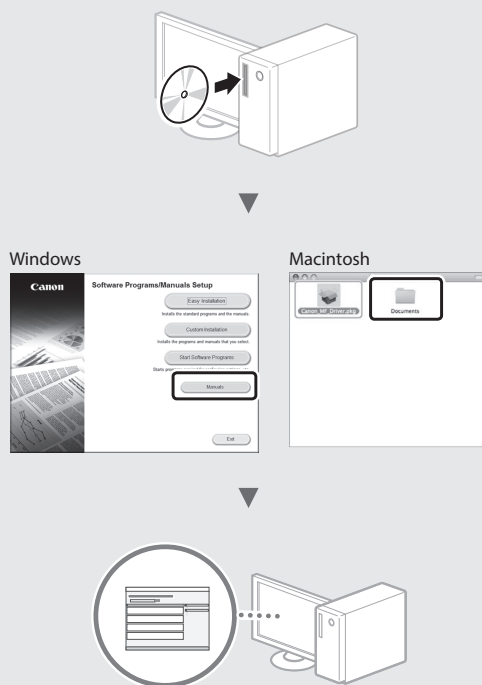 Windows
Canon
Software Programs/Manuals Setup
Easy Installation
Installs the standard programs and the manuals.
Custom Installation
Installs the programs and manuals that you select.
Start Software Programs
Manuals
Exit
Macintosh
Canon_MF_Driver.pkg
Documents